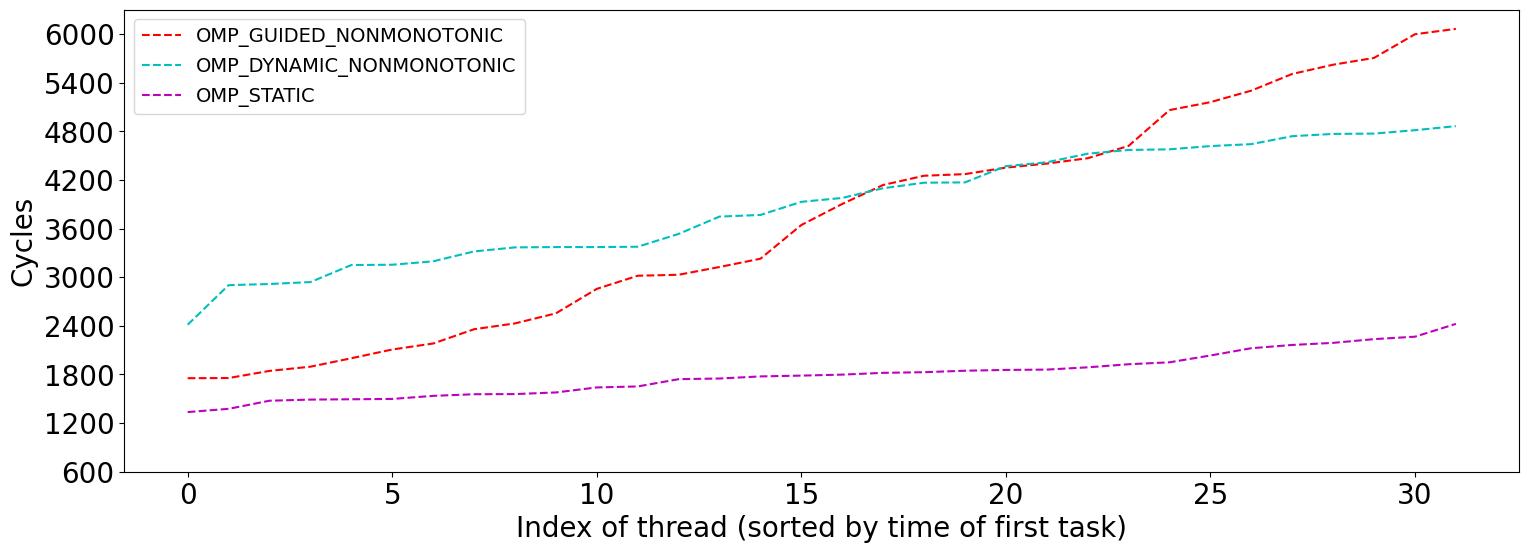 OMP_GUIDED_NONMONOTONIC
OMP_DYNAMIC_NONMONOTONIC
OMP_STATIC
6000
5400
4800
4200
3600
3000
2400
1800
1200
600
Cycles
0 5 10 15 20 25 30
Index of thread (sorted by time of first task)